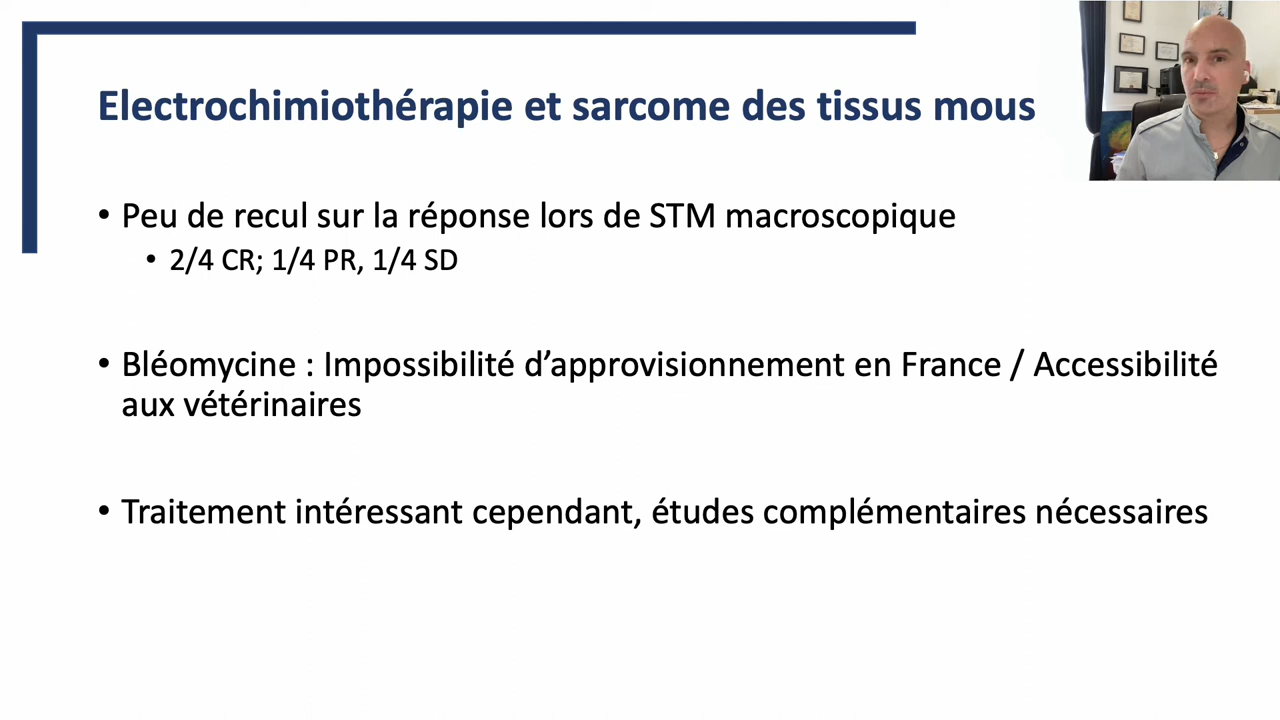 Electrochimiothérapie et sarcome des tissus mous
• Peu de recul sur la réponse lors de STM macroscopique
• 2/4 CR; 1/4 PR, 1/4 SD
• Bléomycine : Impossibilité d’approvisionnement en France / Accessibilité
aux vétérinaires
• Traitement intéressant cependant, études complémentaires nécessaires